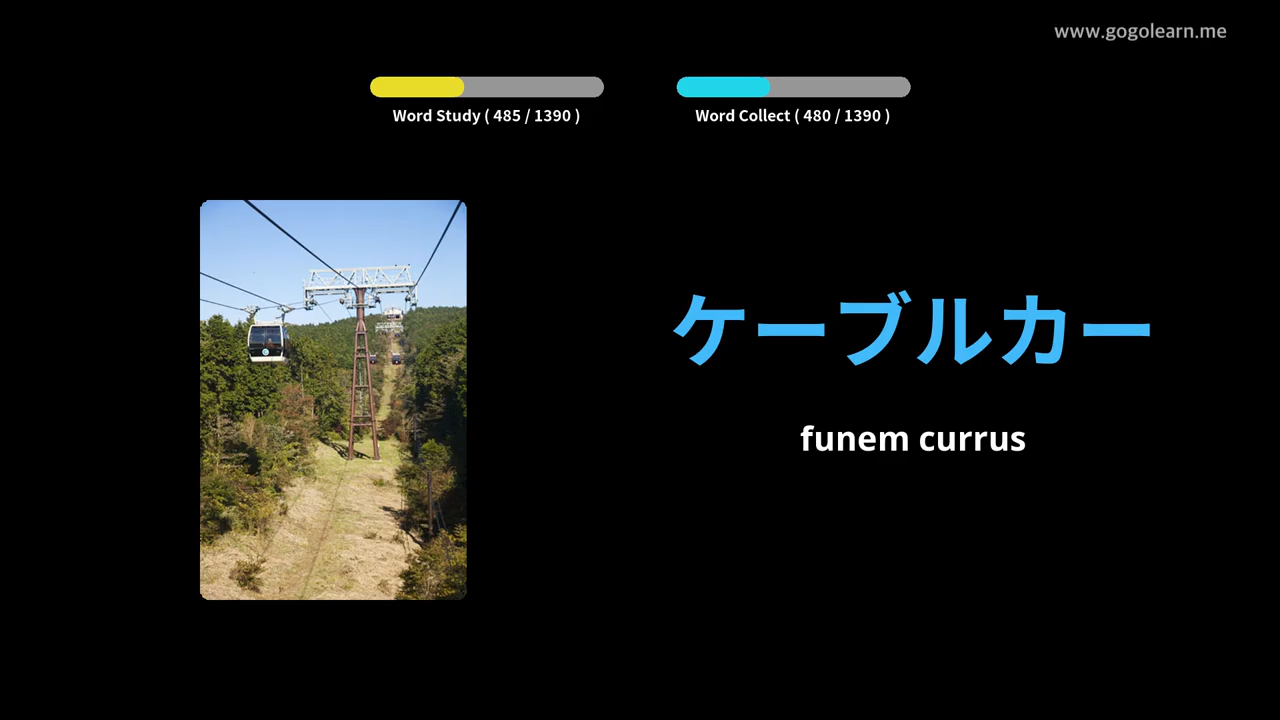 www.gogolearn.me
Word Study ( 485 / 1390 )
Word Collect ( 480 / 1390 )
ケーブルカー
funem currus